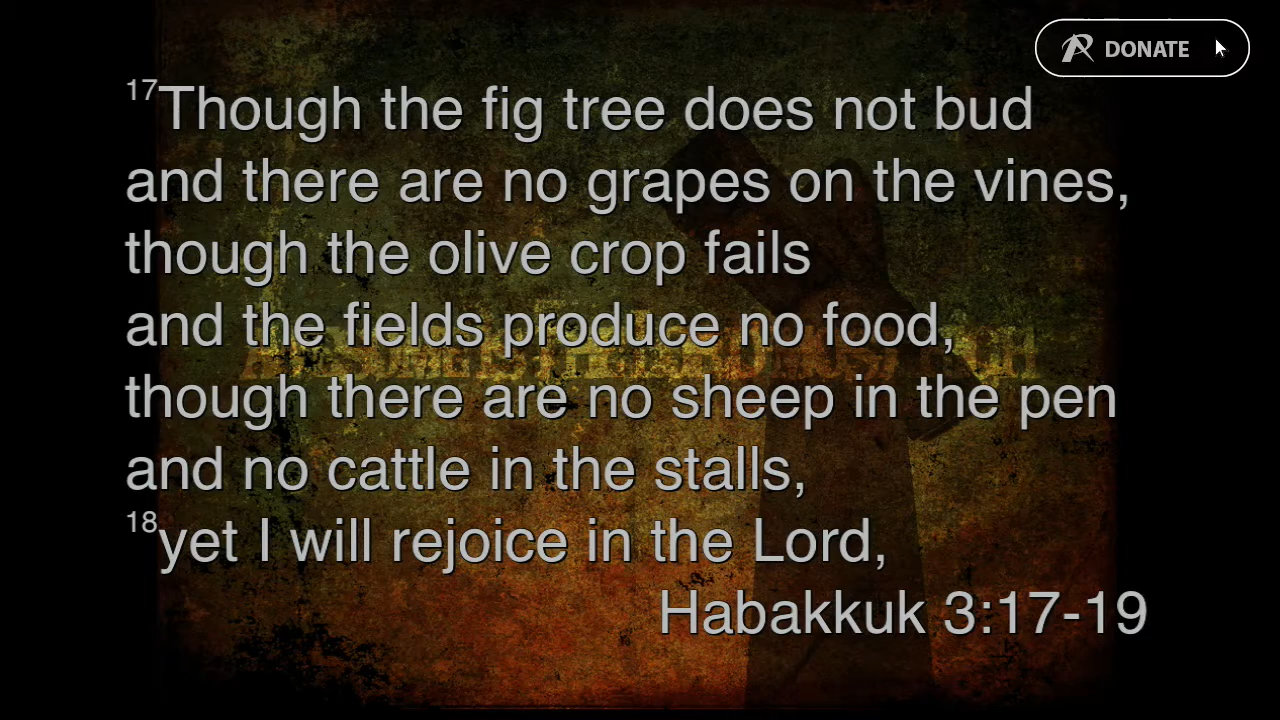 DONATE
17Though the fig tree does not bud
and there are no grapes on the vines,
though the olive crop fails
and the fields produce no food,
though there are no sheep in the pen
and no cattle in the stalls,
18yet I will rejoice in the Lord,
Habakkuk 3:17-19